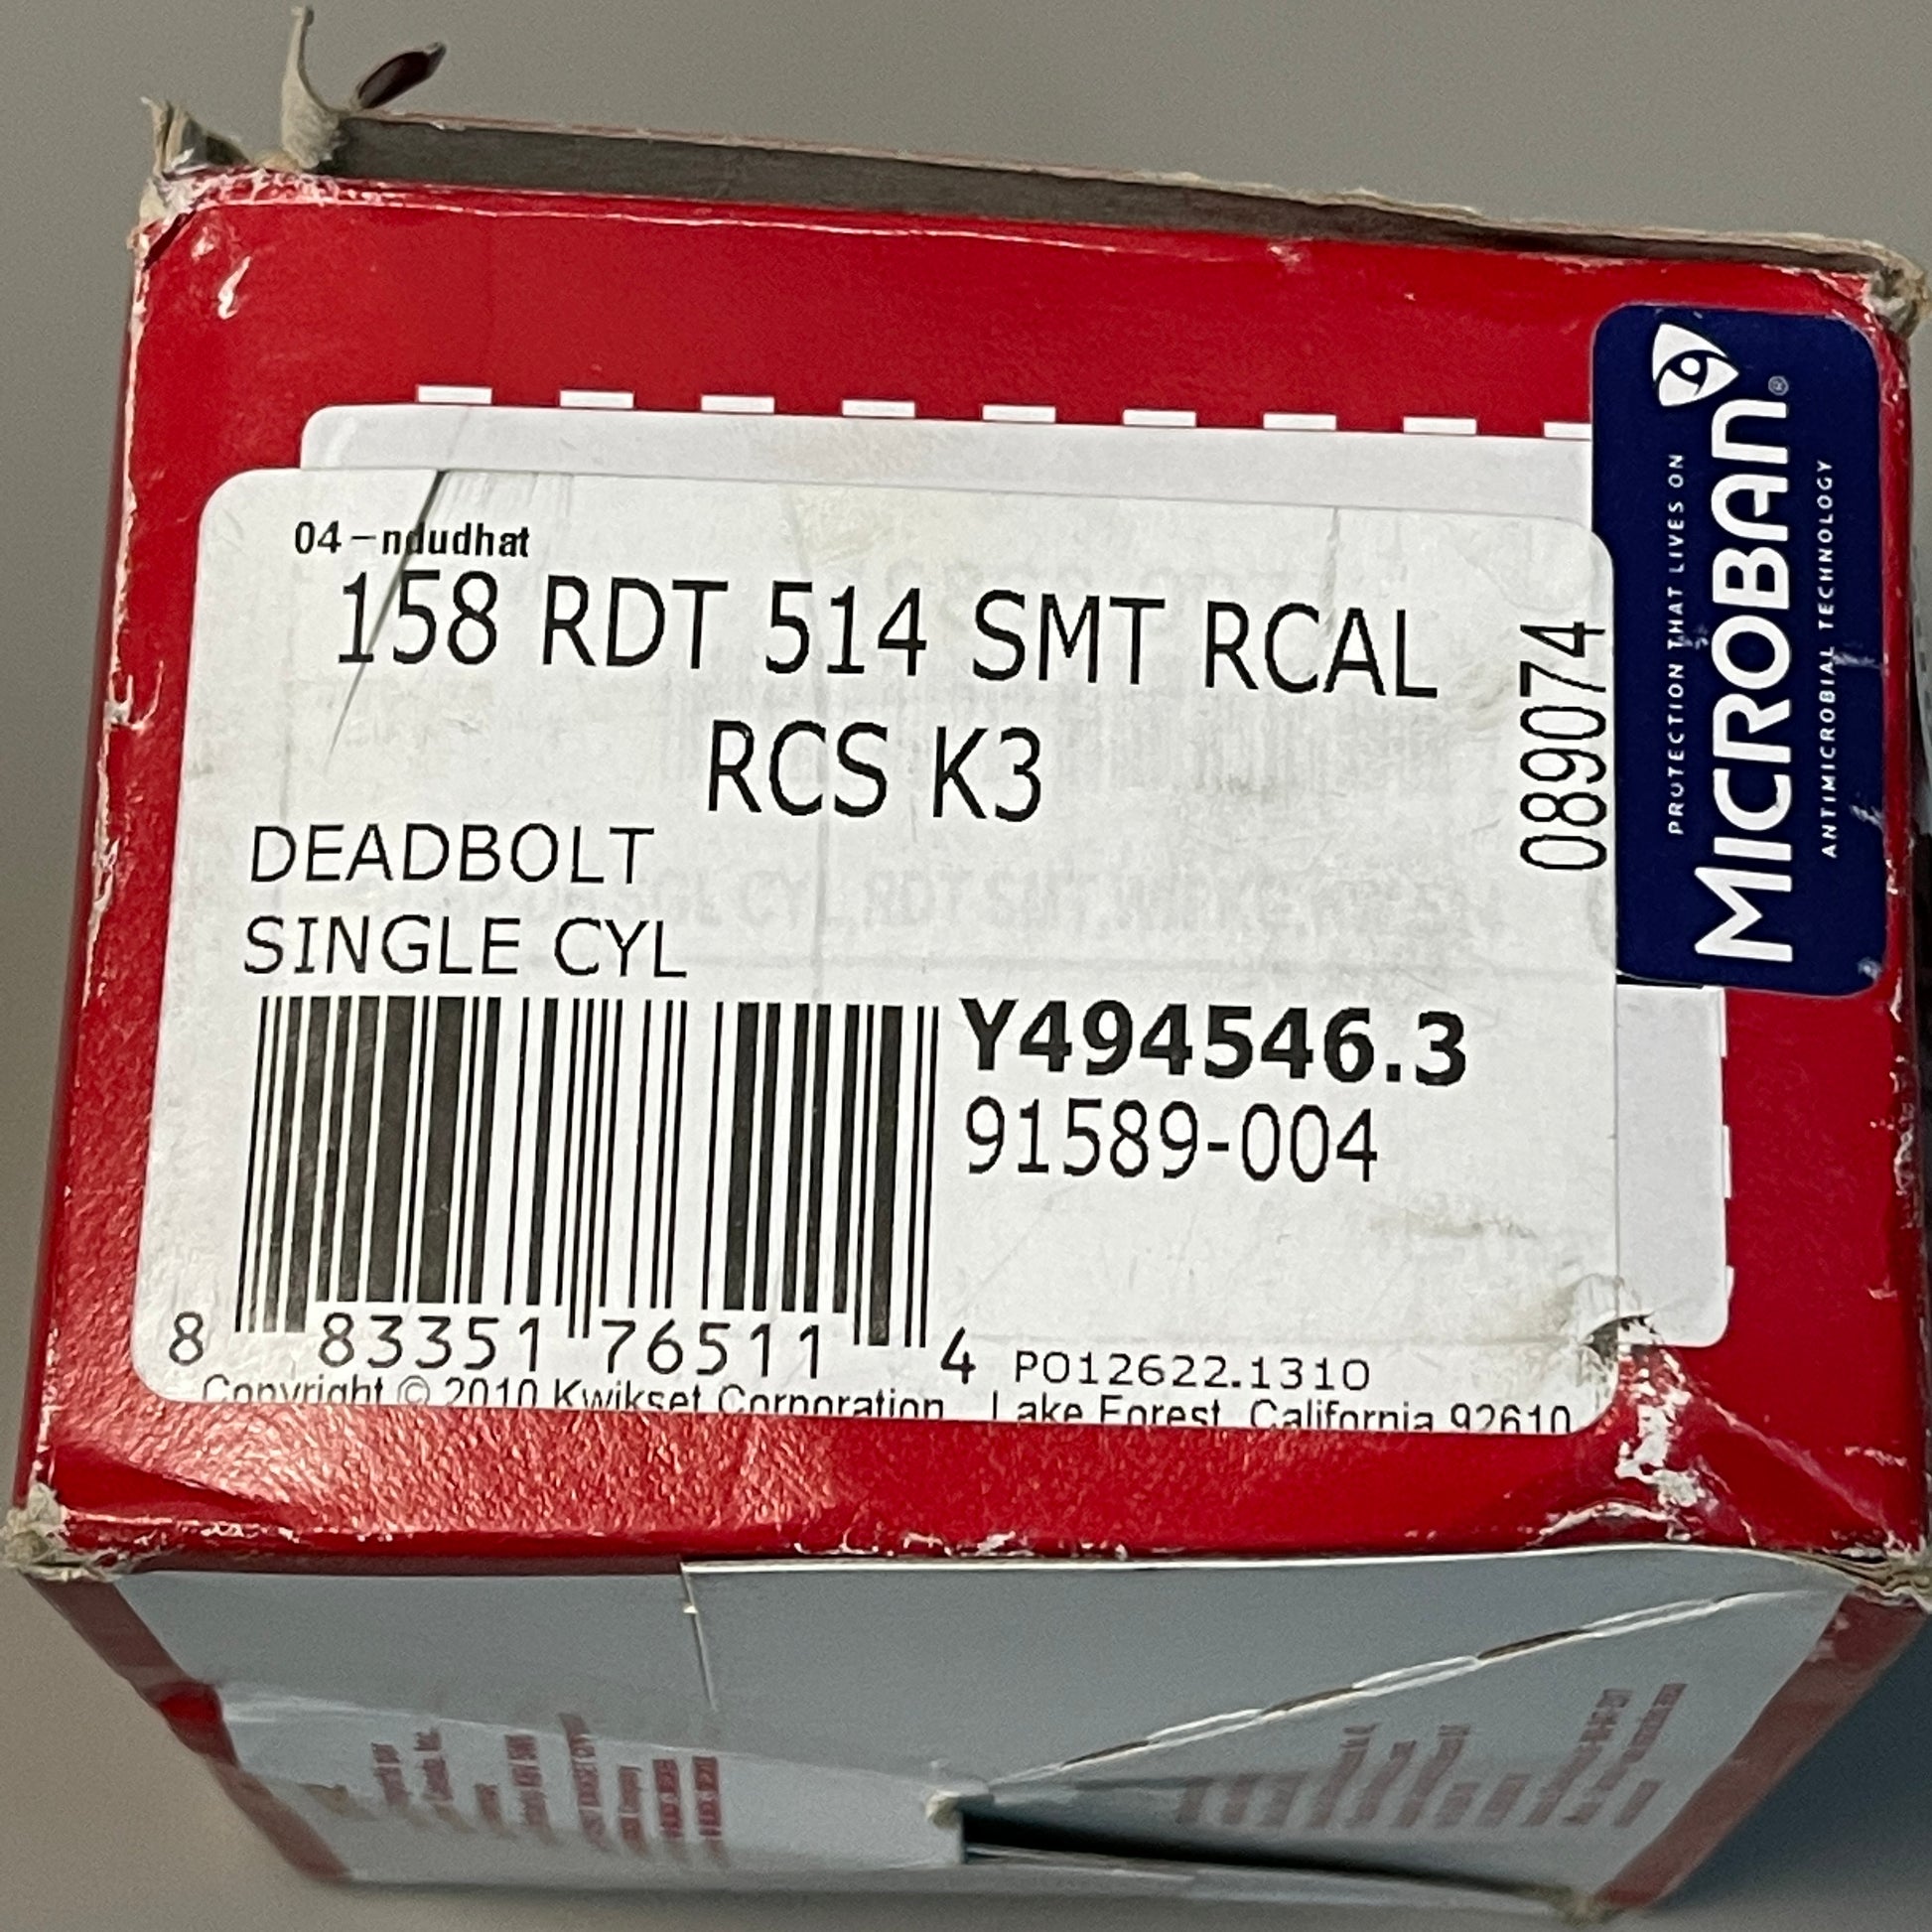 04-ndudhat
158 RDT 514 SMT RCAL
RCS K3
DEADBOLT
SINGLE CYL
089074
Y494546.3
91589-004
8 83351 76511 4
PO12622.1310
Copyright © 2010 Kwikset Corporation Lake Forest, California 92610
PROTECTION THAT LIVES ON
MICROBAN®
ANTIMICROBIAL TECHNOLOGY